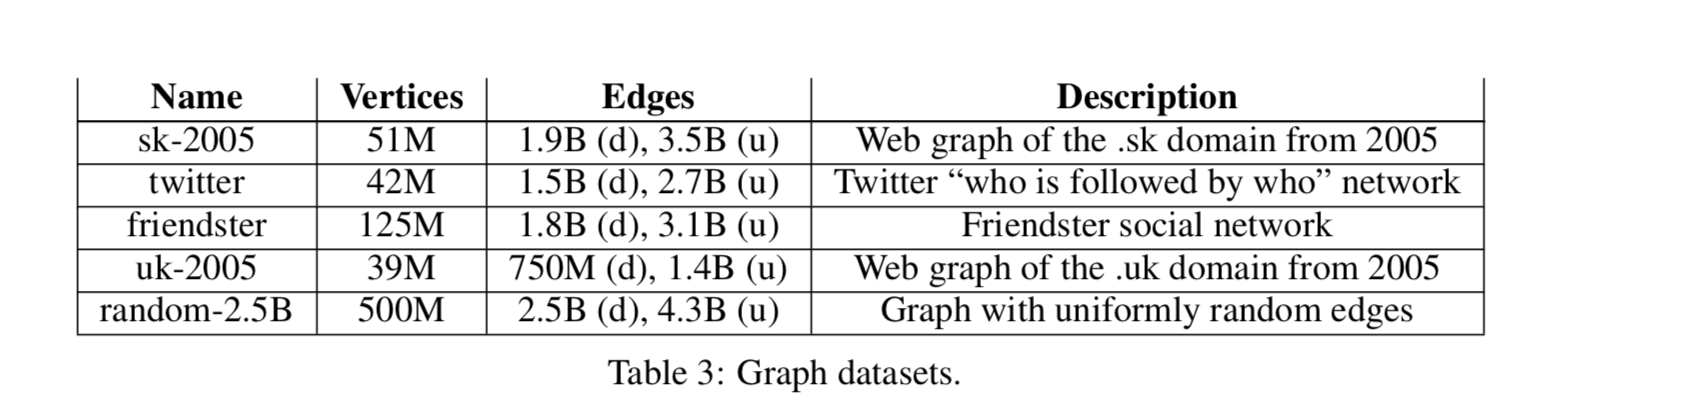 Name Vertices Edges Description
sk-2005 51M 1.9B (d), 3.5B (u) Web graph of the .sk domain from 2005
twitter 42M 1.5B (d), 2.7B (u) Twitter “who is followed by who” network
friendster 125M 1.8B (d), 3.1B (u) Friendster social network
uk-2005 39M 750M (d), 1.4B (u) Web graph of the .uk domain from 2005
random-2.5B 500M 2.5B (d), 4.3B (u) Graph with uniformly random edges
Table 3: Graph datasets.